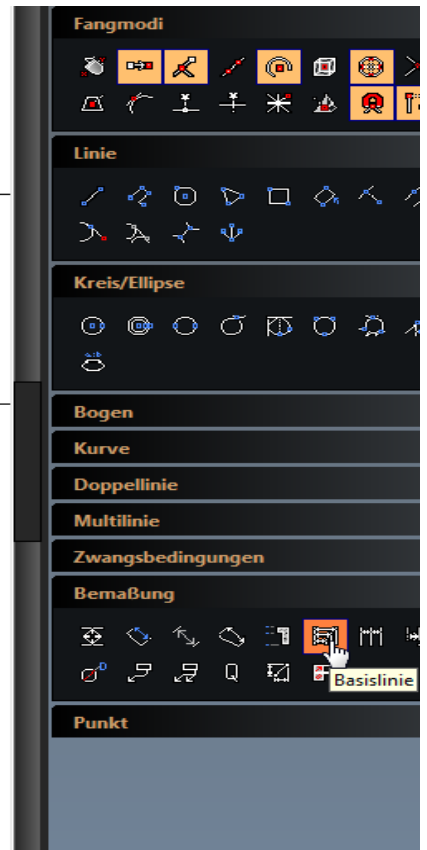 Fangmodi
Linie
Kreis/Ellipse
a:b
Bogen
Kurve
Doppellinie
Multilinie
Zwangsbedingungen
Bemaßung
D
Q
Basislinie
Punkt